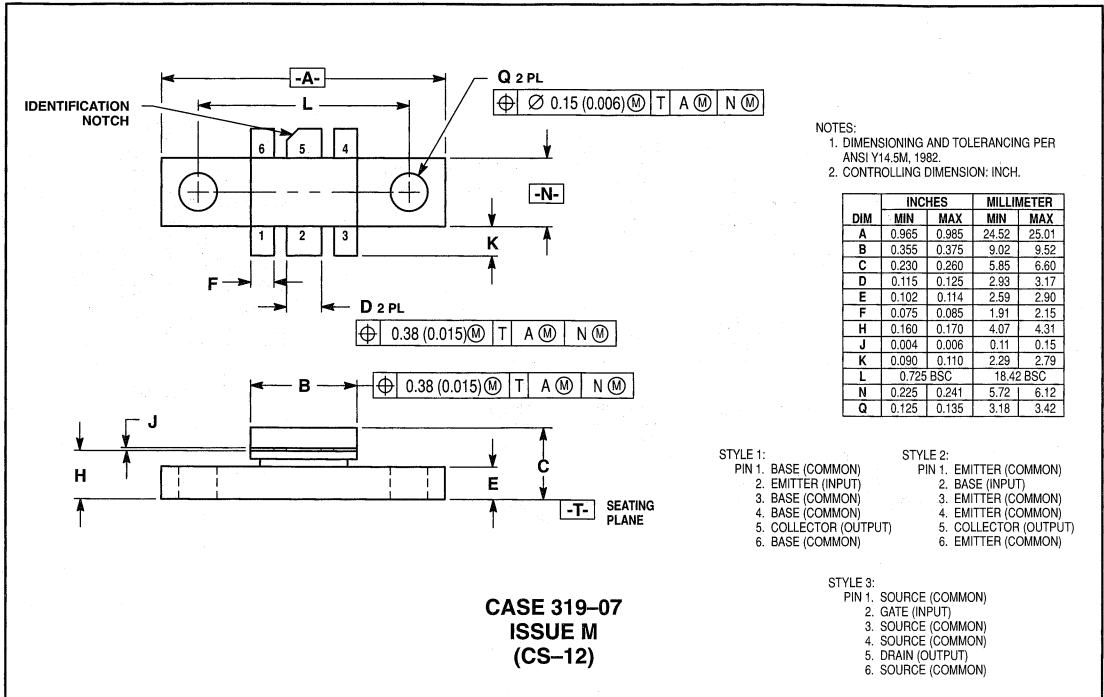 -A-
L
Q 2 PL
⌖ Ø 0.15 (0.006) Ⓜ T A Ⓜ N Ⓜ
IDENTIFICATION
NOTCH
6 5 4
-N-
1 2 3
K
F
D 2 PL
⌖ 0.38 (0.015) Ⓜ T A Ⓜ N Ⓜ
B
⌖ 0.38 (0.015) Ⓜ T A Ⓜ N Ⓜ
J
H
E
C
-T- SEATING
PLANE
NOTES:
1. DIMENSIONING AND TOLERANCING PER
ANSI Y14.5M, 1982.
2. CONTROLLING DIMENSION: INCH.
INCHES MILLIMETER
DIM MIN MAX MIN MAX
A 0.965 0.985 24.52 25.01
B 0.355 0.375 9.02 9.52
C 0.230 0.260 5.85 6.60
D 0.115 0.125 2.93 3.17
E 0.102 0.114 2.59 2.90
F 0.075 0.085 1.91 2.15
H 0.160 0.170 4.07 4.31
J 0.004 0.006 0.11 0.15
K 0.090 0.110 2.29 2.79
L 0.725 BSC 18.42 BSC
N 0.225 0.241 5.72 6.12
Q 0.125 0.135 3.18 3.42
STYLE 1:
PIN 1. BASE (COMMON)
2. EMITTER (INPUT)
3. BASE (COMMON)
4. BASE (COMMON)
5. COLLECTOR (OUTPUT)
6. BASE (COMMON)
STYLE 2:
PIN 1. EMITTER (COMMON)
2. BASE (INPUT)
3. EMITTER (COMMON)
4. EMITTER (COMMON)
5. COLLECTOR (OUTPUT)
6. EMITTER (COMMON)
STYLE 3:
PIN 1. SOURCE (COMMON)
2. GATE (INPUT)
3. SOURCE (COMMON)
4. SOURCE (COMMON)
5. DRAIN (OUTPUT)
6. SOURCE (COMMON)
CASE 319–07
ISSUE M
(CS–12)